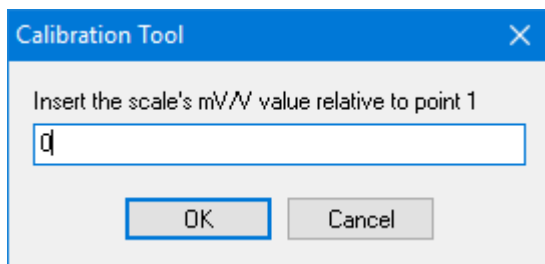 Calibration Tool
Insert the scale's mV/V value relative to point 1
0
OK
Cancel